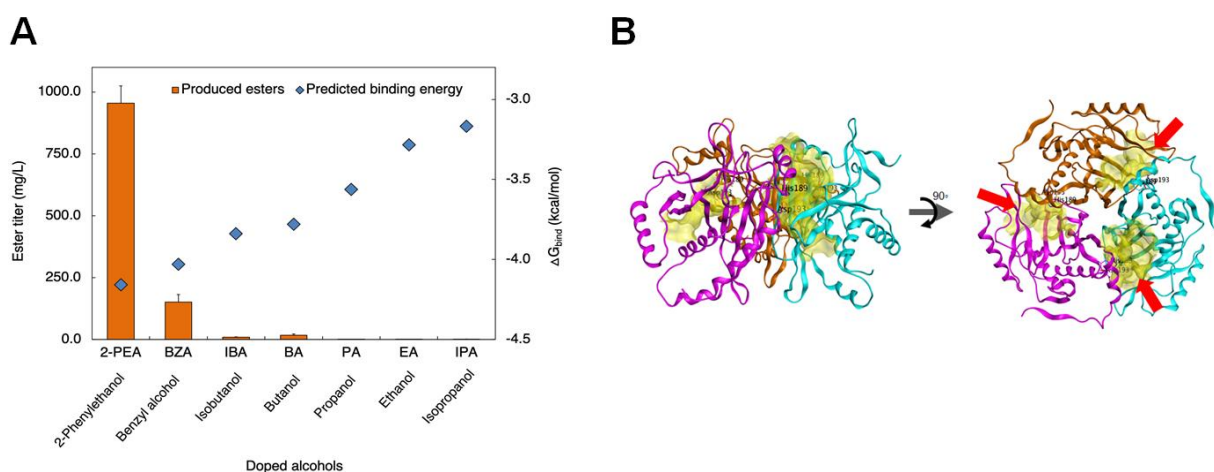 A
B
Produced esters
Predicted binding energy
1000.0
750.0
500.0
250.0
0.0
Ester titer (mg/L)
-3.0
-3.5
-4.0
-4.5
ΔGbind (kcal/mol)
2-PEA
BZA
IBA
BA
PA
EA
IPA
2-Phenylethanol
Benzyl alcohol
Isobutanol
Butanol
Propanol
Ethanol
Isopropanol
Doped alcohols
His189
Asp193
90°